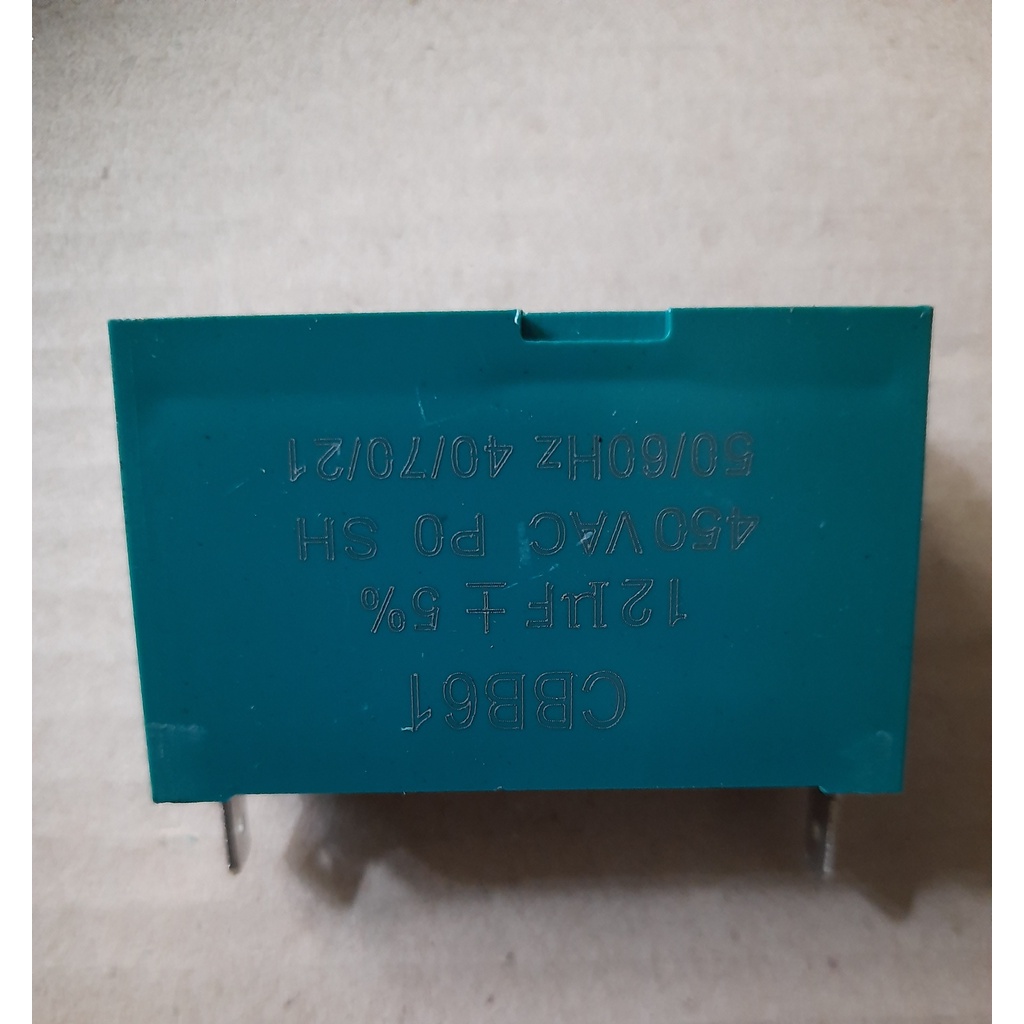 CBB61
12μF ± 5%
450VAC P0 SH
50/60Hz 40/70/21